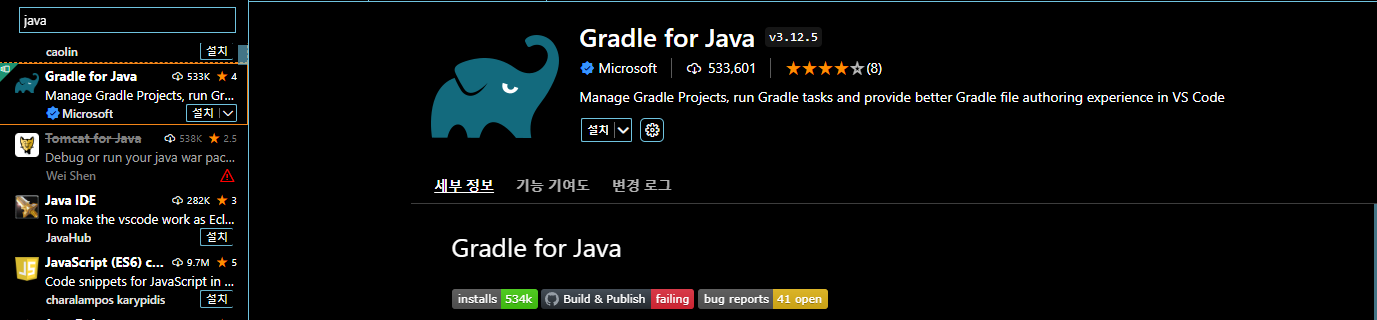 java
caolin
설치
Gradle for Java 533K 4
Manage Gradle Projects, run Gr...
Microsoft 설치
Tomcat for Java 538K 2.5
Debug or run your java war pac...
Wei Shen
Java IDE 282K 3
To make the vscode work as Ecl...
JavaHub 설치
JS
JavaScript (ES6) c... 9.7M 5
Code snippets for JavaScript in ...
charalampos karypidis 설치
Gradle for Java v3.12.5
Microsoft 533,601 (8)
Manage Gradle Projects, run Gradle tasks and provide better Gradle file authoring experience in VS Code
설치
세부 정보 기능 기여도 변경 로그
Gradle for Java
installs 534k Build & Publish failing bug reports 41 open